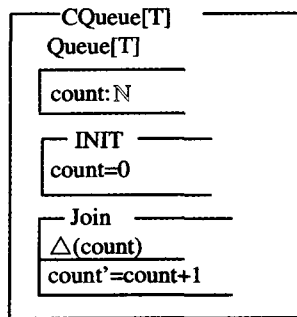 CQueue[T]
Queue[T]
count: ℕ
INIT
count=0
Join
△(count)
count’=count+1